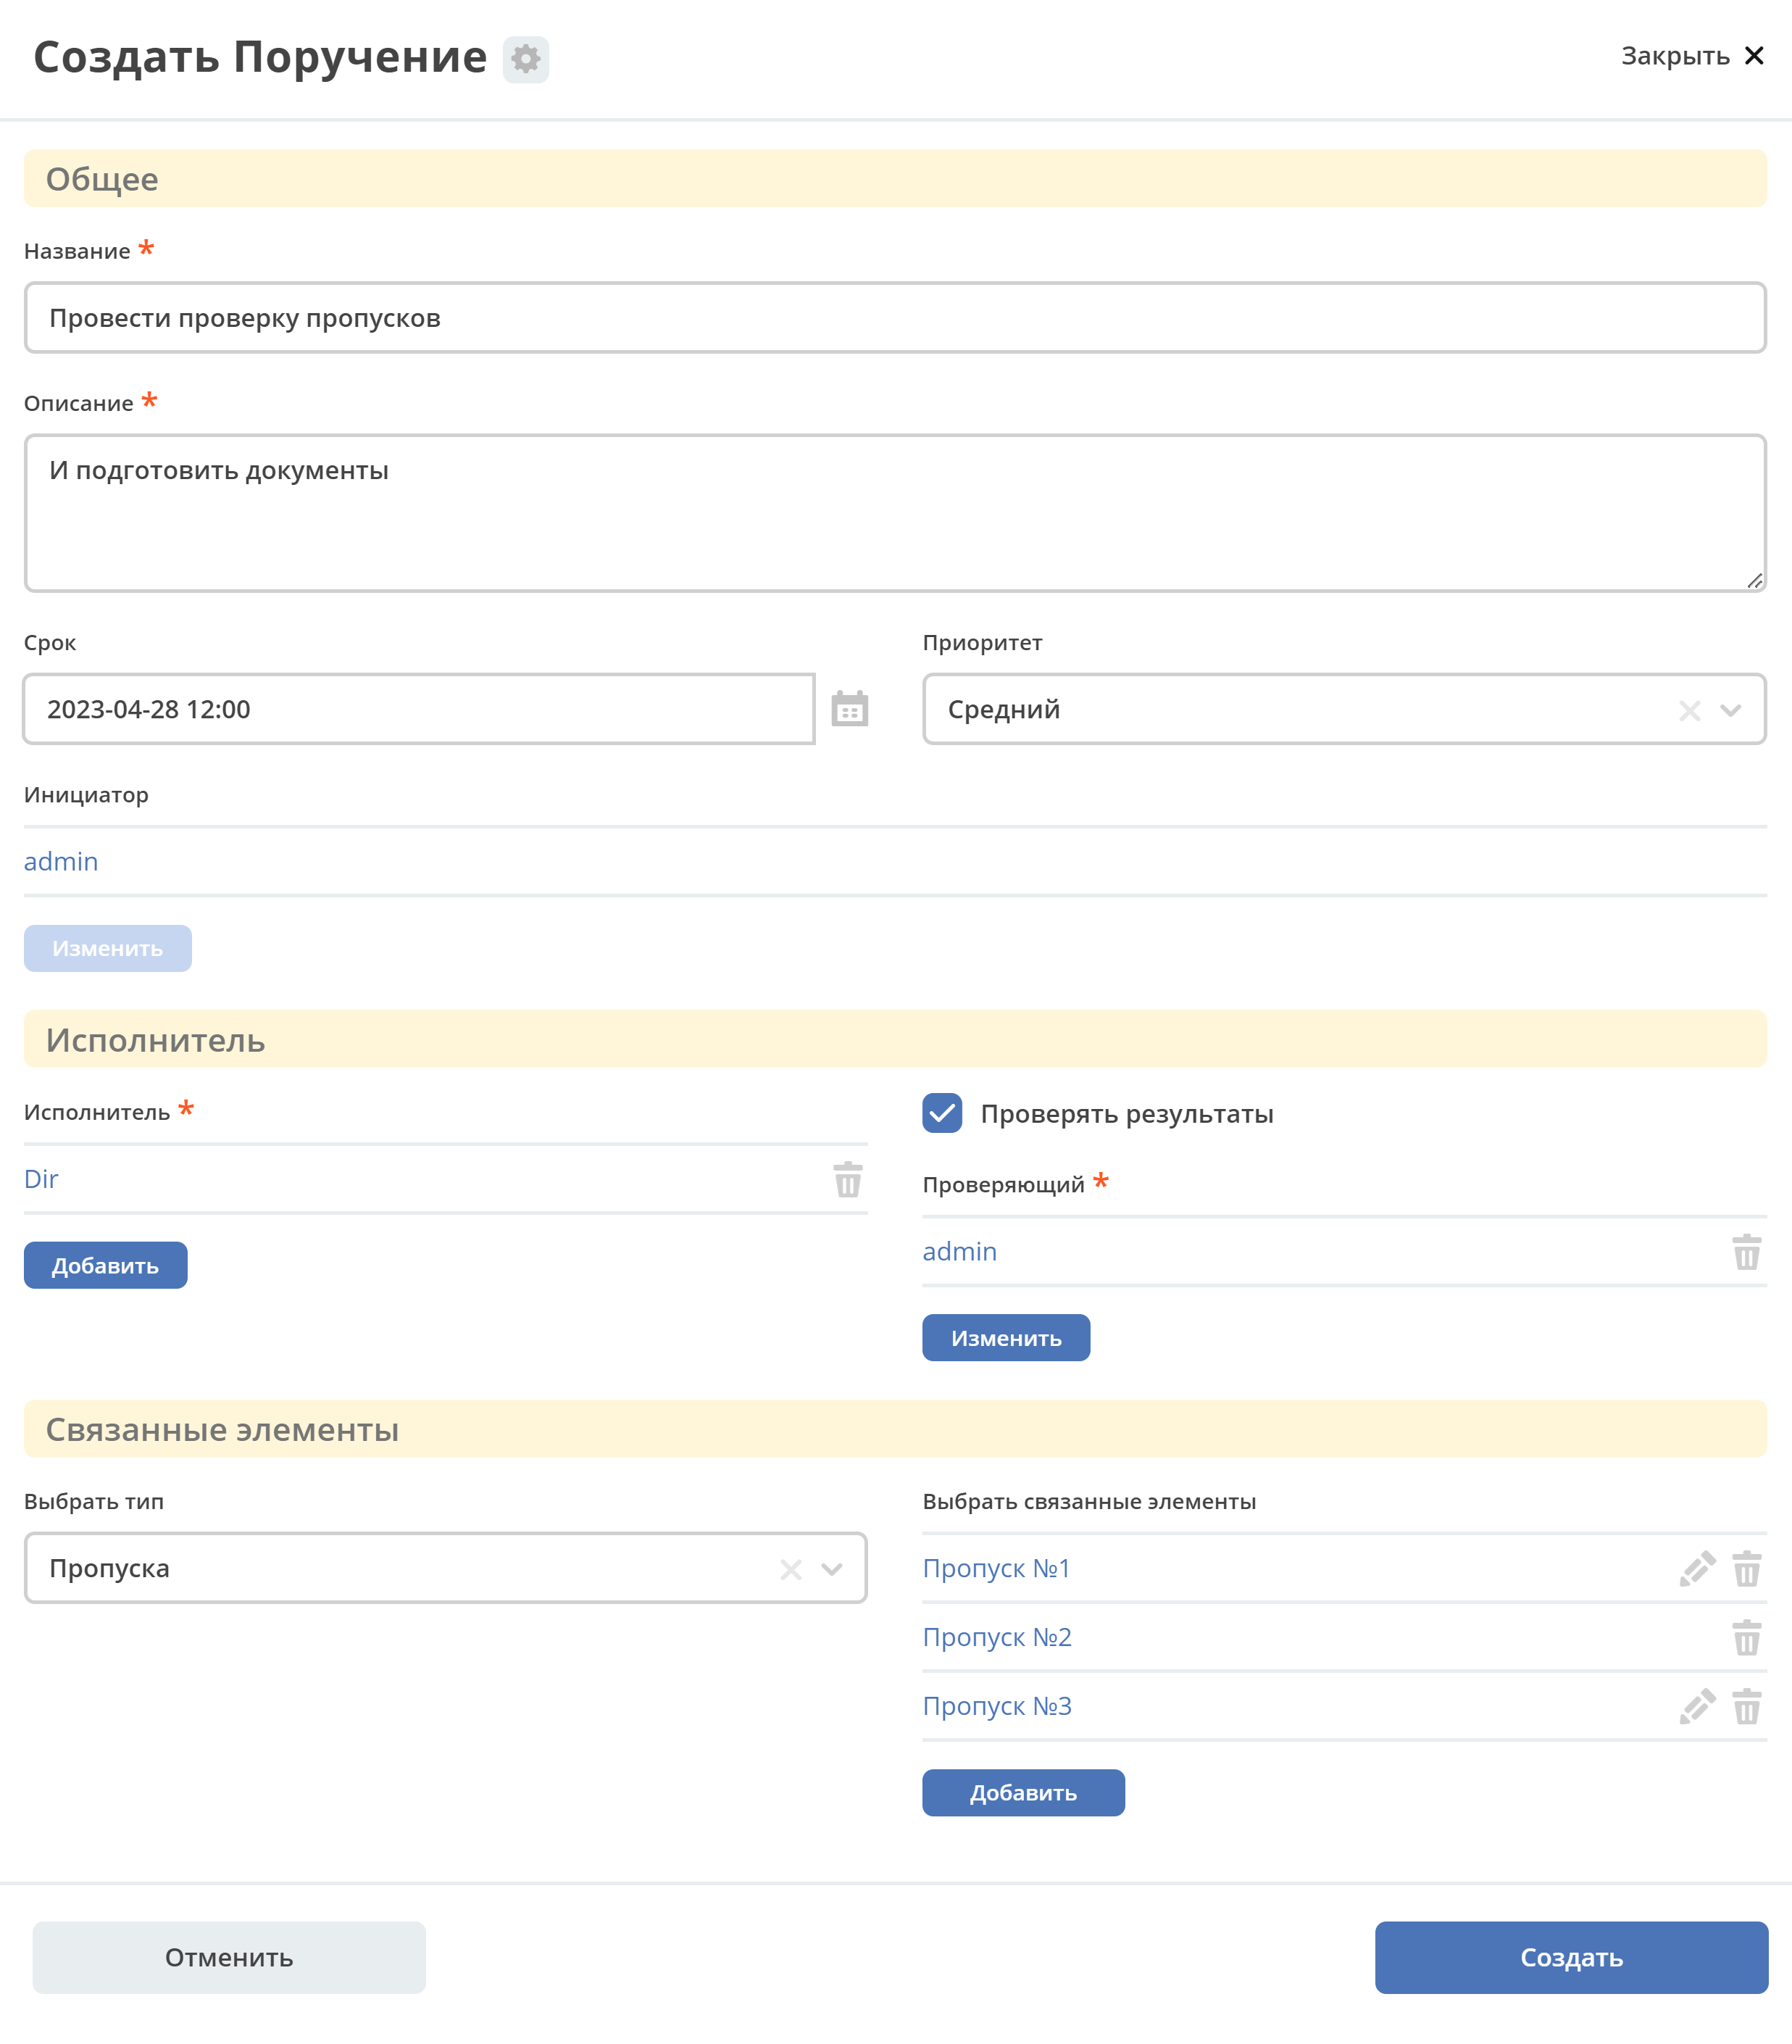 Создать Поручение
Закрыть
Общее
Название *
Провести проверку пропусков
Описание *
И подготовить документы
Срок
Приоритет
2023-04-28 12:00
Средний
Инициатор
admin
Изменить
Исполнитель
Исполнитель *
Dir
Добавить
Проверять результаты
Проверяющий *
admin
Изменить
Связанные элементы
Выбрать тип
Пропуска
Выбрать связанные элементы
Пропуск №1
Пропуск №2
Пропуск №3
Добавить
Отменить
Создать